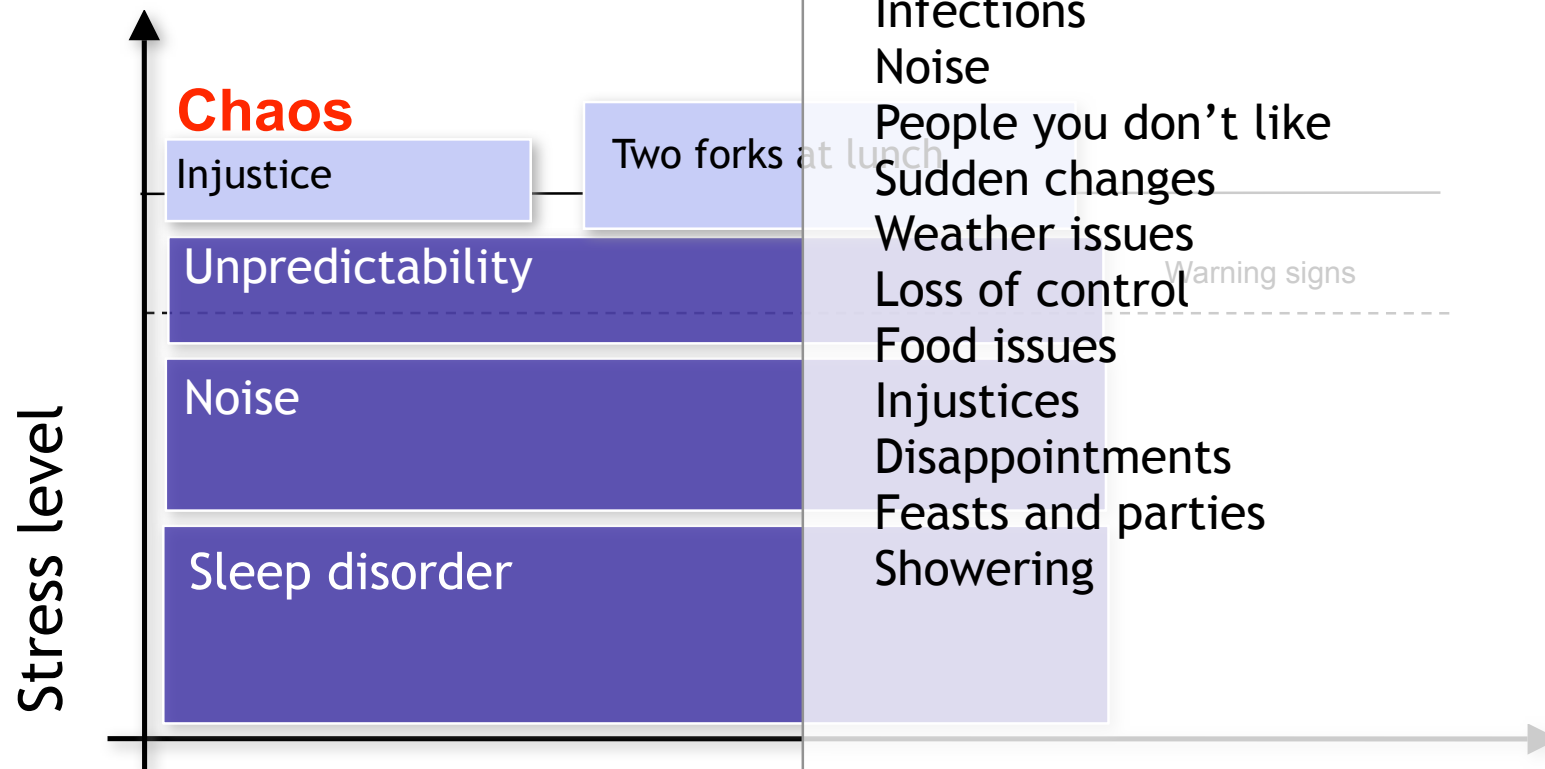 Chaos
Injustice
Two forks at lunch
Unpredictability
Noise
Sleep disorder
Stress level
Warning signs
Infections
Noise
People you don’t like
Sudden changes
Weather issues
Loss of control
Food issues
Injustices
Disappointments
Feasts and parties
Showering